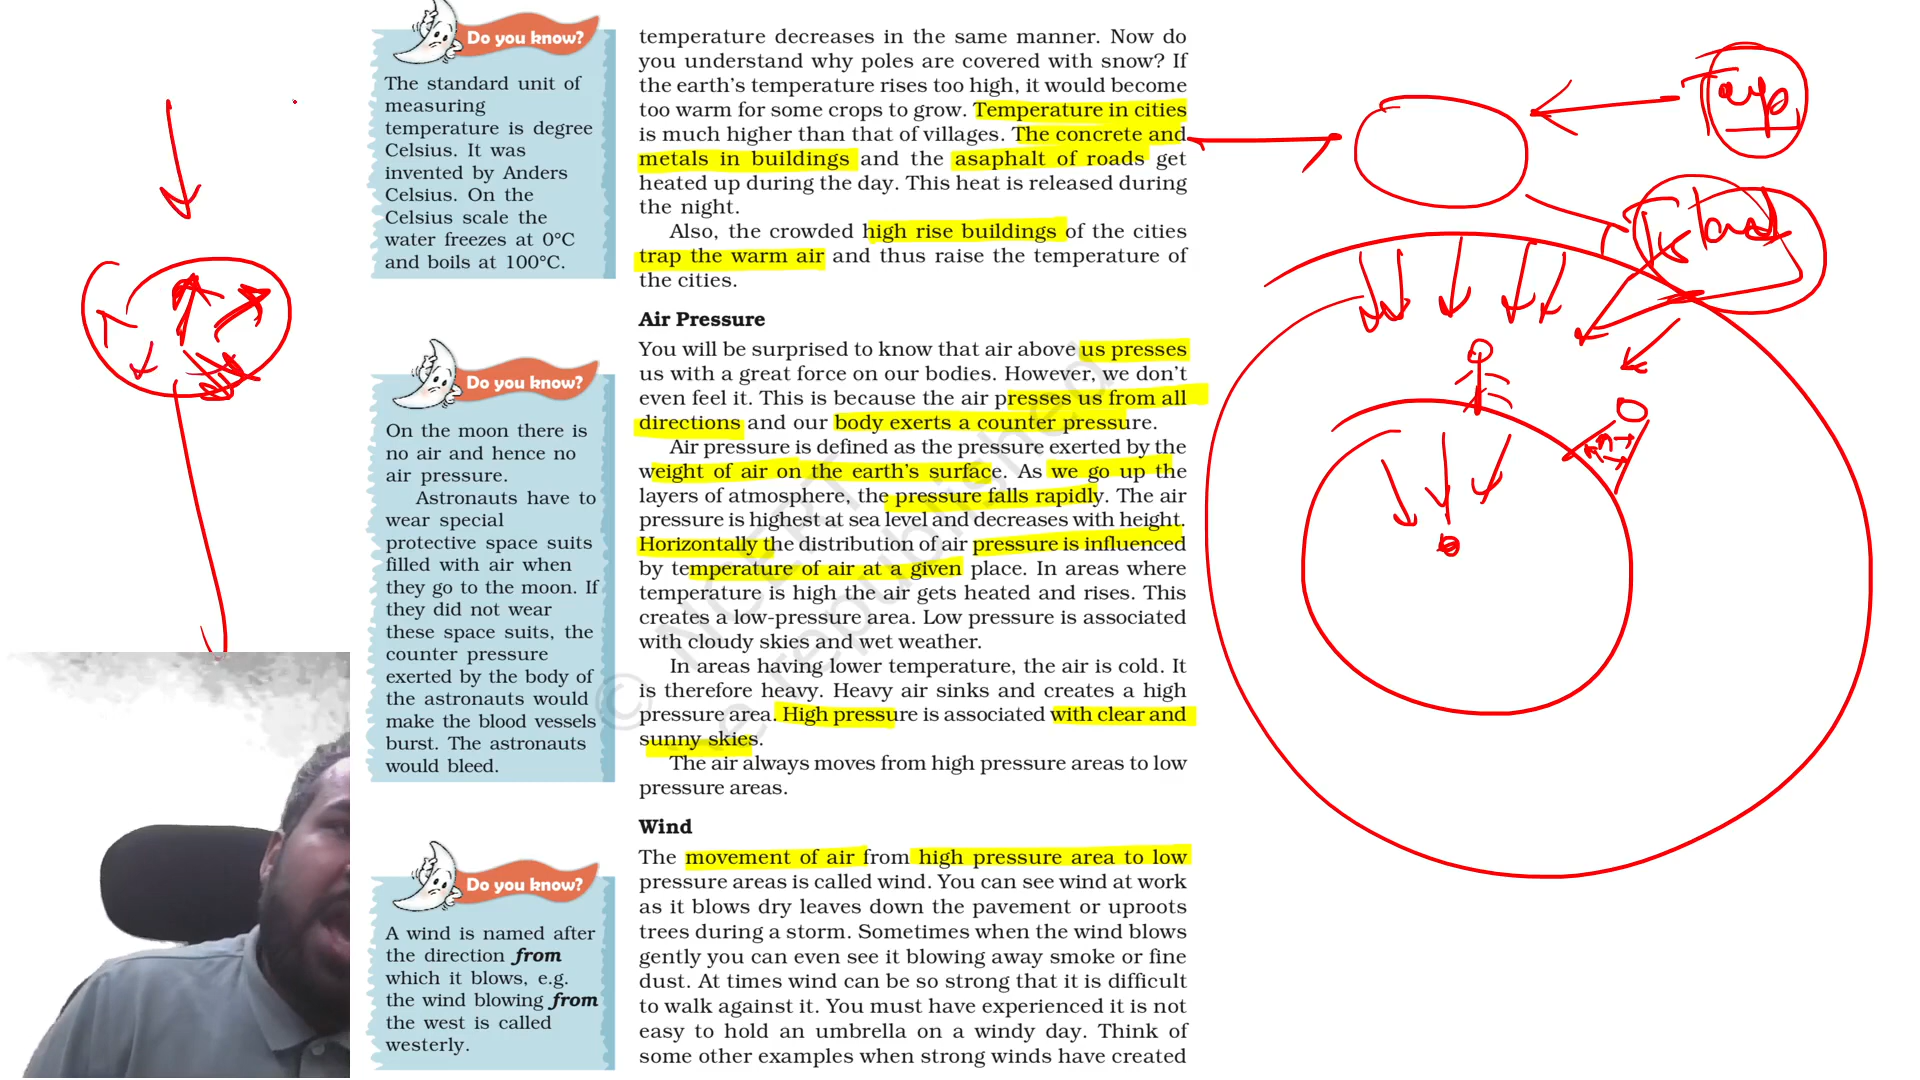 Do you know?
The standard unit of
measuring
temperature is degree
Celsius. It was
invented by Anders
Celsius. On the
Celsius scale the
water freezes at 0°C
and boils at 100°C.
Do you know?
On the moon there is
no air and hence no
air pressure.
Astronauts have to
wear special
protective space suits
filled with air when
they go to the moon. If
they did not wear
these space suits, the
counter pressure
exerted by the body of
the astronauts would
make the blood vessels
burst. The astronauts
would bleed.
Do you know?
A wind is named after
the direction from
which it blows, e.g.
the wind blowing from
the west is called
westerly.
temperature decreases in the same manner. Now do
you understand why poles are covered with snow? If
the earth's temperature rises too high, it would become
too warm for some crops to grow. Temperature in cities
is much higher than that of villages. The concrete and
metals in buildings and the asaphalt of roads get
heated up during the day. This heat is released during
the night.
Also, the crowded high rise buildings of the cities
trap the warm air and thus raise the temperature of
the cities.
Air Pressure
You will be surprised to know that air above us presses
us with a great force on our bodies. However, we don't
even feel it. This is because the air presses us from all
directions and our body exerts a counter pressure.
Air pressure is defined as the pressure exerted by the
weight of air on the earth's surface. As we go up the
layers of atmosphere, the pressure falls rapidly. The air
pressure is highest at sea level and decreases with height.
Horizontally the distribution of air pressure is influenced
by temperature of air at a given place. In areas where
temperature is high the air gets heated and rises. This
creates a low-pressure area. Low pressure is associated
with cloudy skies and wet weather.
In areas having lower temperature, the air is cold. It
is therefore heavy. Heavy air sinks and creates a high
pressure area. High pressure is associated with clear and
sunny skies.
The air always moves from high pressure areas to low
pressure areas.
Wind
The movement of air from high pressure area to low
pressure areas is called wind. You can see wind at work
as it blows dry leaves down the pavement or uproots
trees during a storm. Sometimes when the wind blows
gently you can even see it blowing away smoke or fine
dust. At times wind can be so strong that it is difficult
to walk against it. You must have experienced it is not
easy to hold an umbrella on a windy day. Think of
some other examples when strong winds have created
© NCERT
be republished